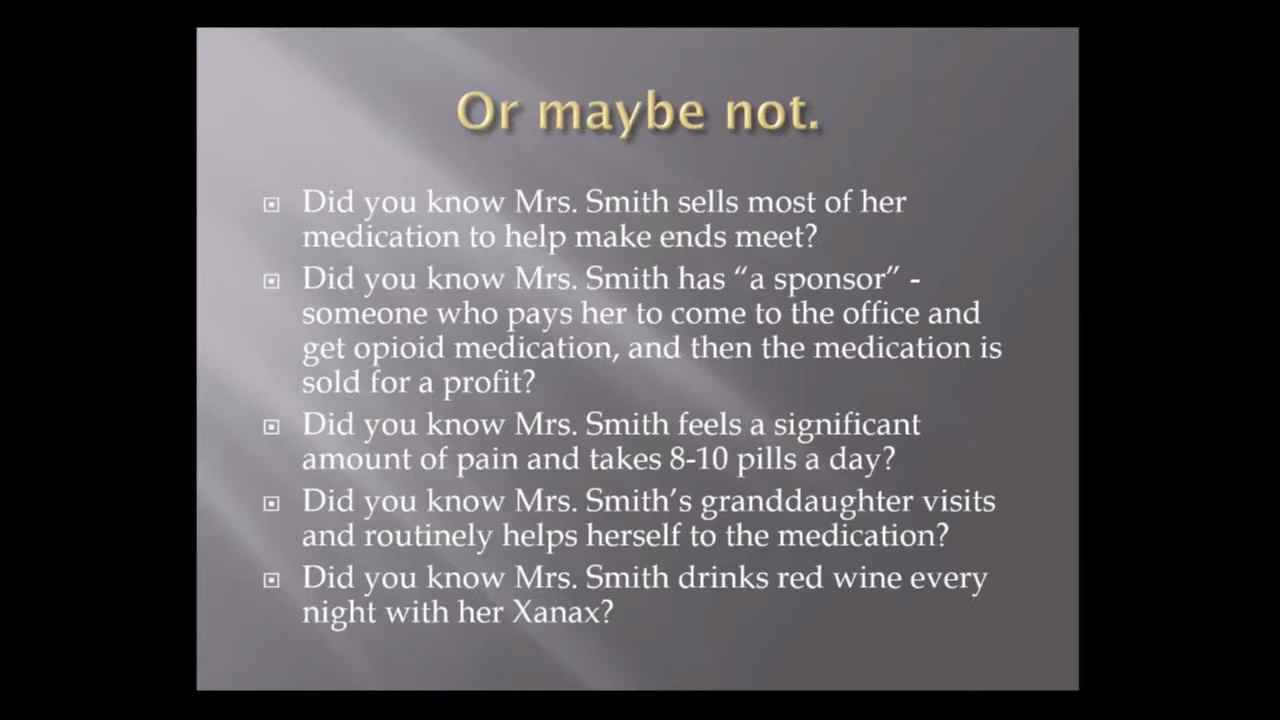 Or maybe not.
Did you know Mrs. Smith sells most of her
medication to help make ends meet?
Did you know Mrs. Smith has “a sponsor” -
someone who pays her to come to the office and
get opioid medication, and then the medication is
sold for a profit?
Did you know Mrs. Smith feels a significant
amount of pain and takes 8-10 pills a day?
Did you know Mrs. Smith’s granddaughter visits
and routinely helps herself to the medication?
Did you know Mrs. Smith drinks red wine every
night with her Xanax?